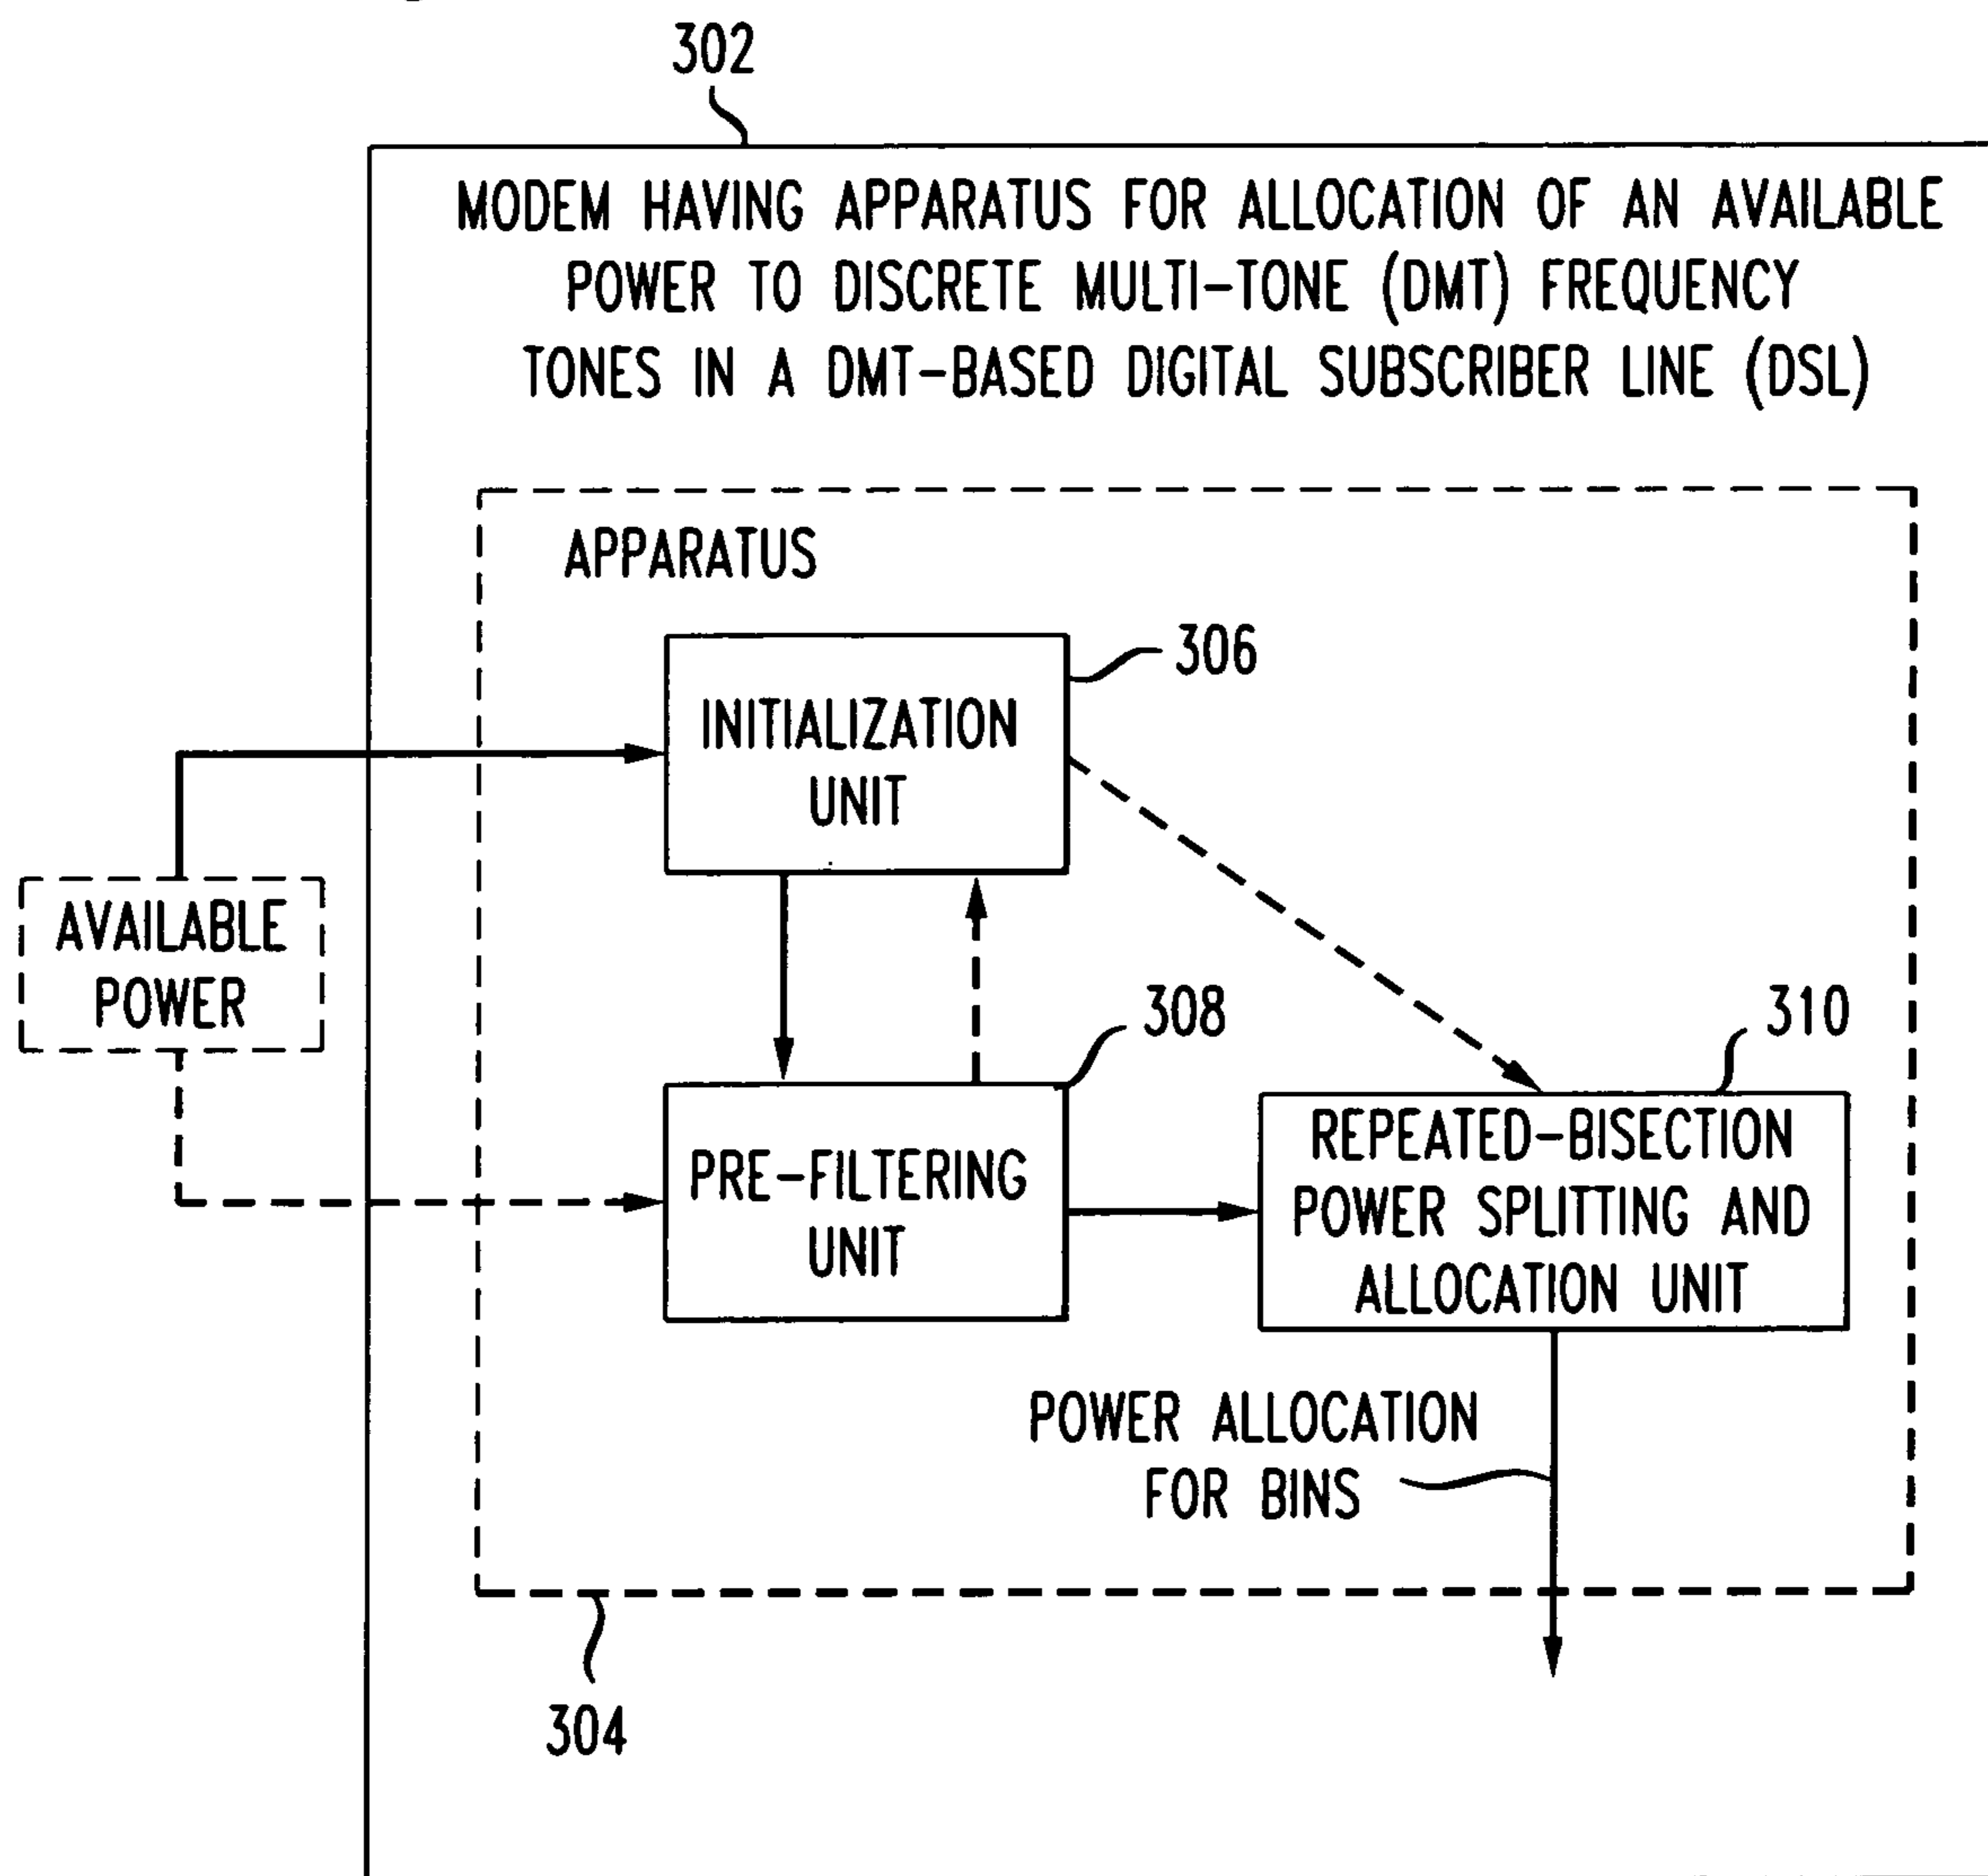 302
MODEM HAVING APPARATUS FOR ALLOCATION OF AN AVAILABLE
POWER TO DISCRETE MULTI-TONE (DMT) FREQUENCY
TONES IN A DMT-BASED DIGITAL SUBSCRIBER LINE (DSL)
APPARATUS
306
INITIALIZATION
UNIT
AVAILABLE
POWER
308
310
PRE-FILTERING
UNIT
REPEATED-BISECTION
POWER SPLITTING AND
ALLOCATION UNIT
POWER ALLOCATION
FOR BINS
304